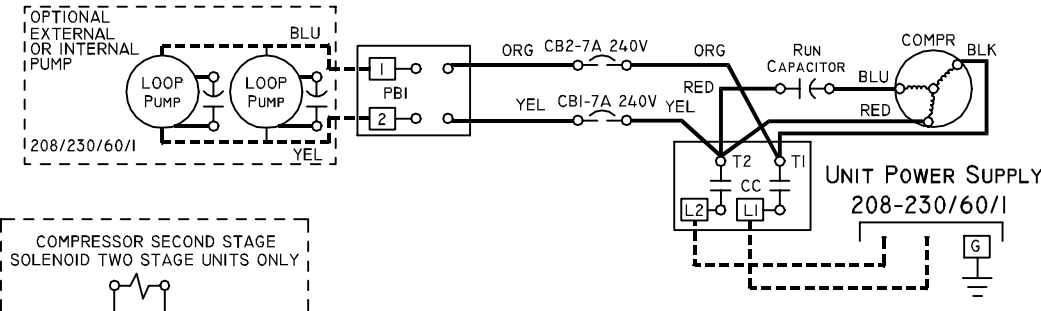 OPTIONAL
EXTERNAL
OR INTERNAL
PUMP
BLU
LOOP
PUMP
LOOP
PUMP
208/230/60/1
YEL
1
2
PB1
ORG CB2-7A 240V ORG
YEL CB1-7A 240V YEL
RUN
CAPACITOR
RED
BLU
COMPR
BLK
RED
T2 T1
CC
L2 L1
UNIT POWER SUPPLY
208-230/60/1
G
COMPRESSOR SECOND STAGE
SOLENOID TWO STAGE UNITS ONLY